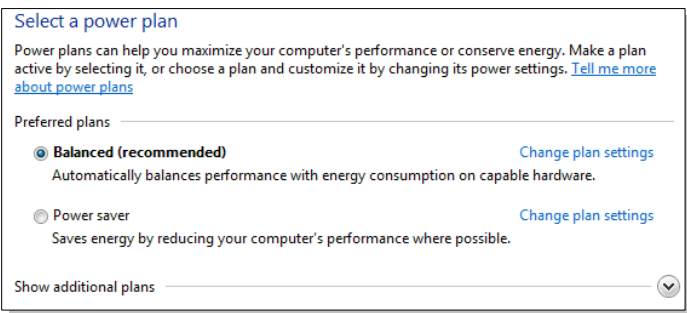 Select a power plan
Power plans can help you maximize your computer's performance or conserve energy. Make a plan
active by selecting it, or choose a plan and customize it by changing its power settings. Tell me more
about power plans
Preferred plans
Balanced (recommended) Change plan settings
Automatically balances performance with energy consumption on capable hardware.
Power saver Change plan settings
Saves energy by reducing your computer's performance where possible.
Show additional plans